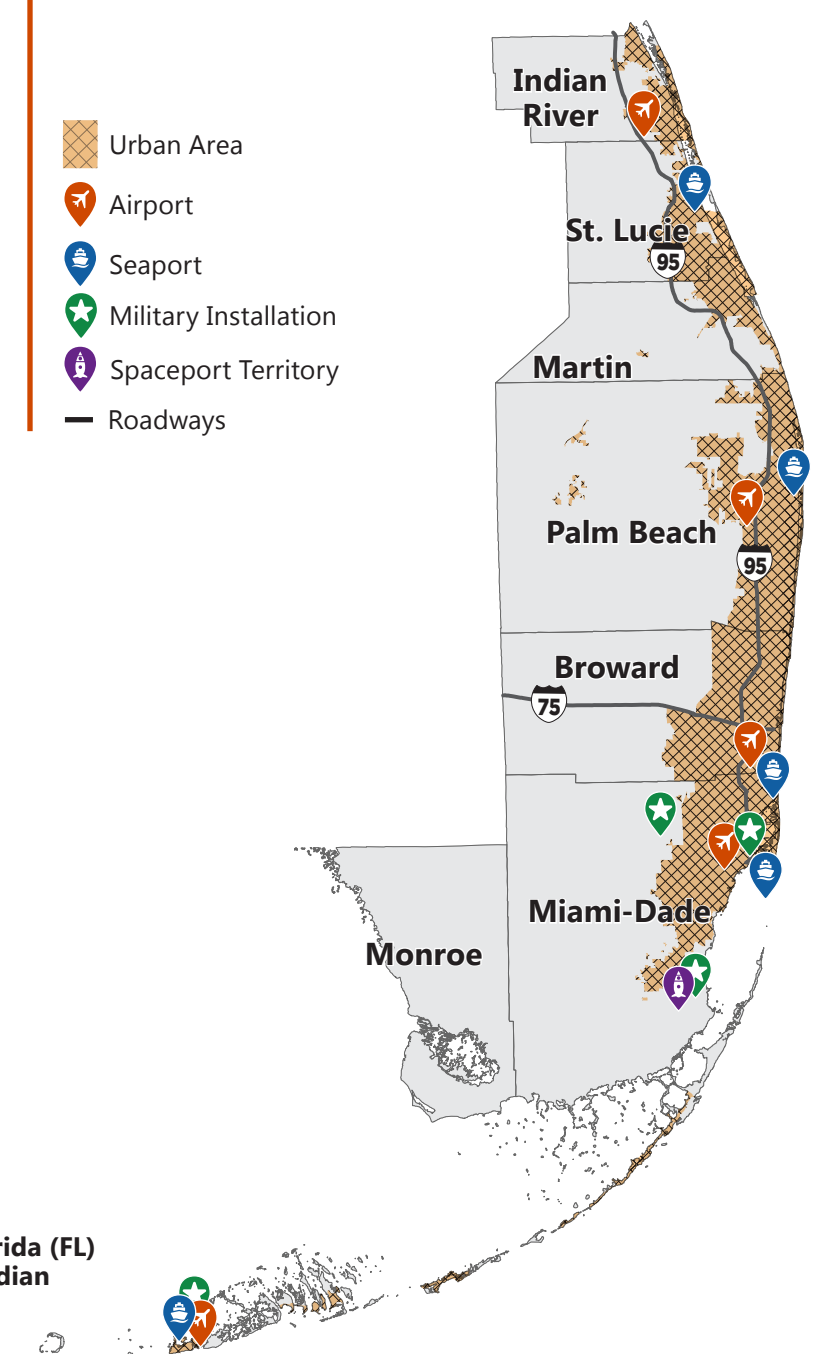 Urban Area
Airport
Seaport
Military Installation
Spaceport Territory
Roadways
Indian
River
St. Lucie
95
Martin
Palm Beach
95
Broward
75
Miami-Dade
Monroe
rida (FL)
dian